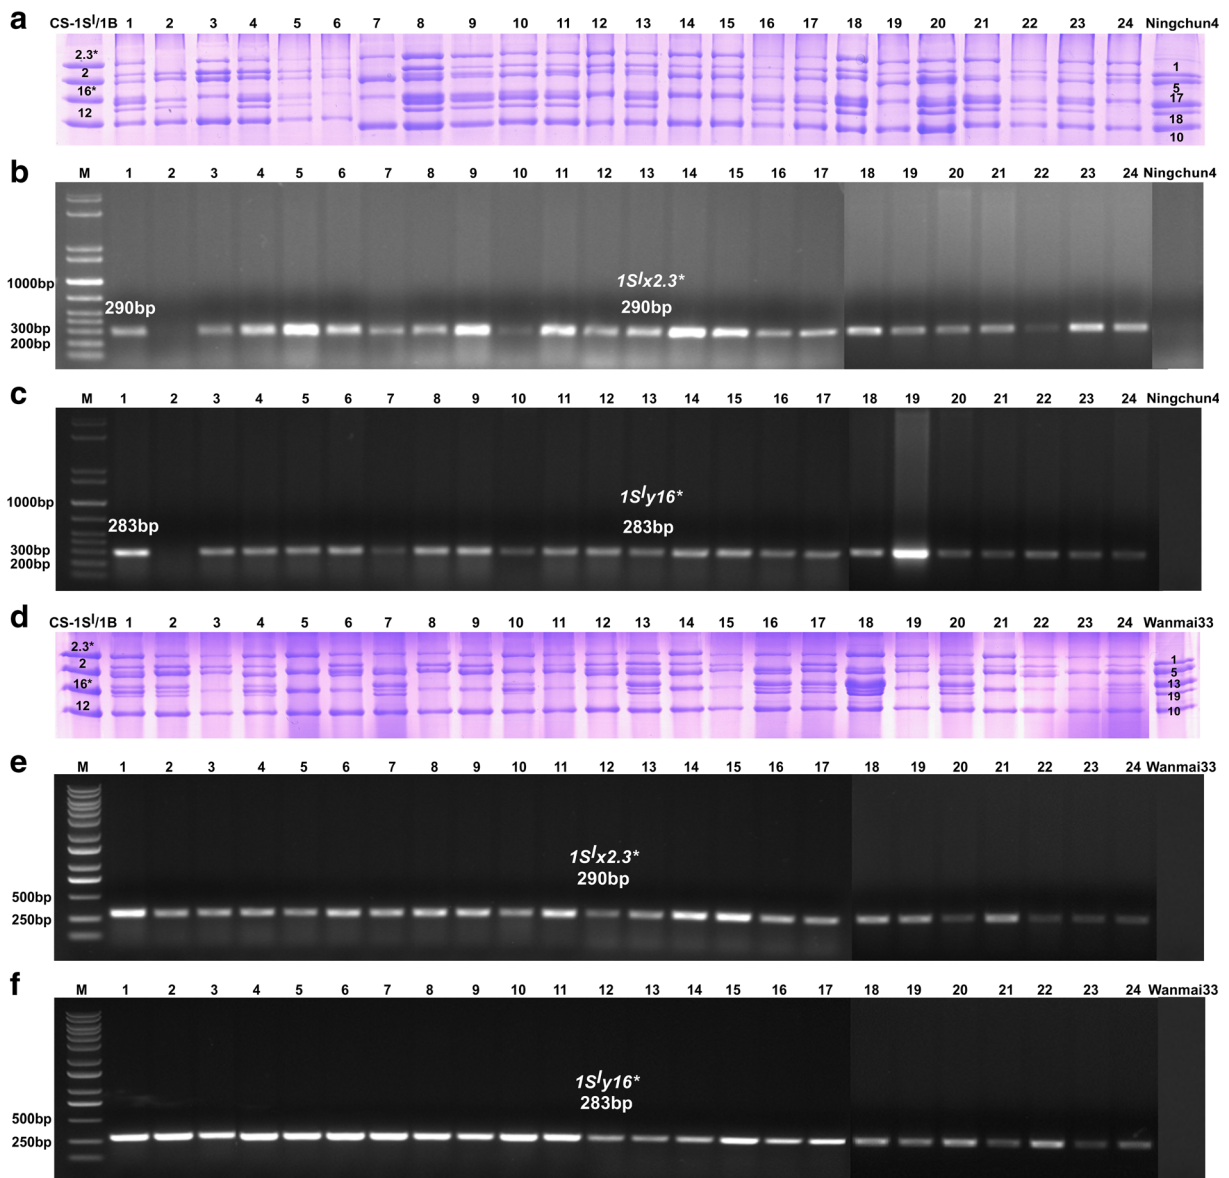 a
CS-1Sˡ/1B 1 2 3 4 5 6 7 8 9 10 11 12 13 14 15 16 17 18 19 20 21 22 23 24 Ningchun4
2.3*
2
16*
12
1
5
17
18
10
b
M 1 2 3 4 5 6 7 8 9 10 11 12 13 14 15 16 17 18 19 20 21 22 23 24 Ningchun4
1000bp
300bp
200bp
290bp
1Sˡx2.3*
290bp
c
M 1 2 3 4 5 6 7 8 9 10 11 12 13 14 15 16 17 18 19 20 21 22 23 24 Ningchun4
1000bp
300bp
200bp
283bp
1Sˡy16*
283bp
d
CS-1Sˡ/1B 1 2 3 4 5 6 7 8 9 10 11 12 13 14 15 16 17 18 19 20 21 22 23 24 Wanmai33
2.3*
2
16*
12
1
5
13
19
10
e
M 1 2 3 4 5 6 7 8 9 10 11 12 13 14 15 16 17 18 19 20 21 22 23 24 Wanmai33
500bp
250bp
1Sˡx2.3*
290bp
f
M 1 2 3 4 5 6 7 8 9 10 11 12 13 14 15 16 17 18 19 20 21 22 23 24 Wanmai33
500bp
250bp
1Sˡy16*
283bp